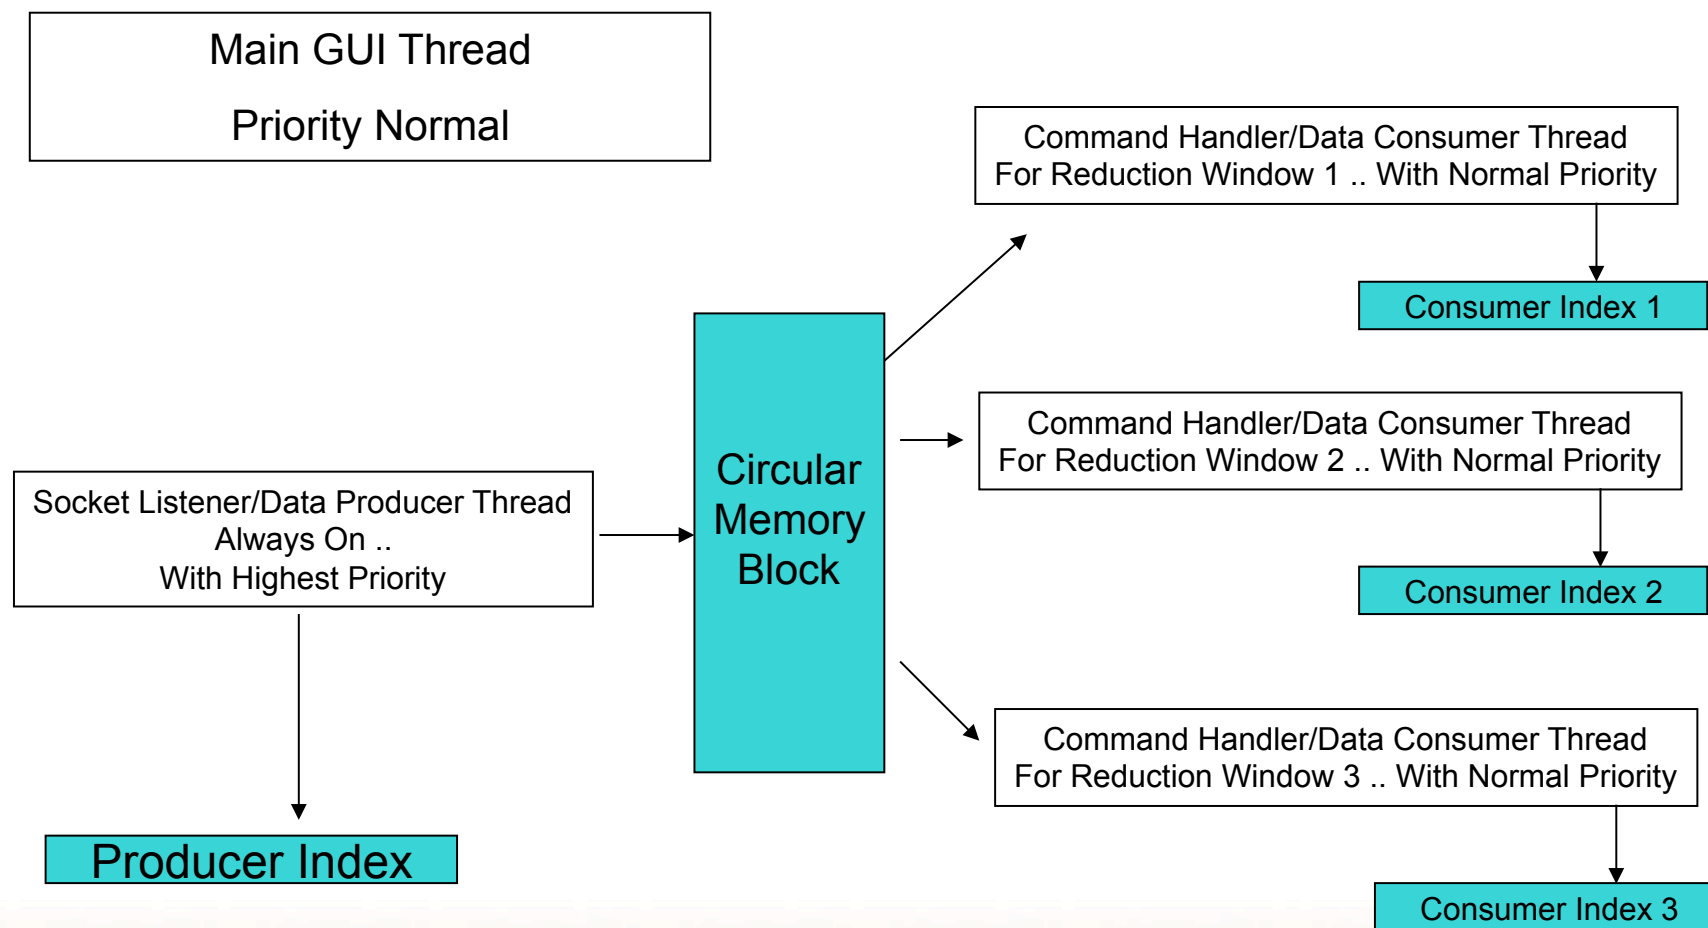 Main GUI Thread
Priority Normal
Command Handler/Data Consumer Thread
For Reduction Window 1 .. With Normal Priority
Consumer Index 1
Command Handler/Data Consumer Thread
For Reduction Window 2 .. With Normal Priority
Consumer Index 2
Circular
Memory
Block
Socket Listener/Data Producer Thread
Always On ..
With Highest Priority
Command Handler/Data Consumer Thread
For Reduction Window 3 .. With Normal Priority
Producer Index
Consumer Index 3